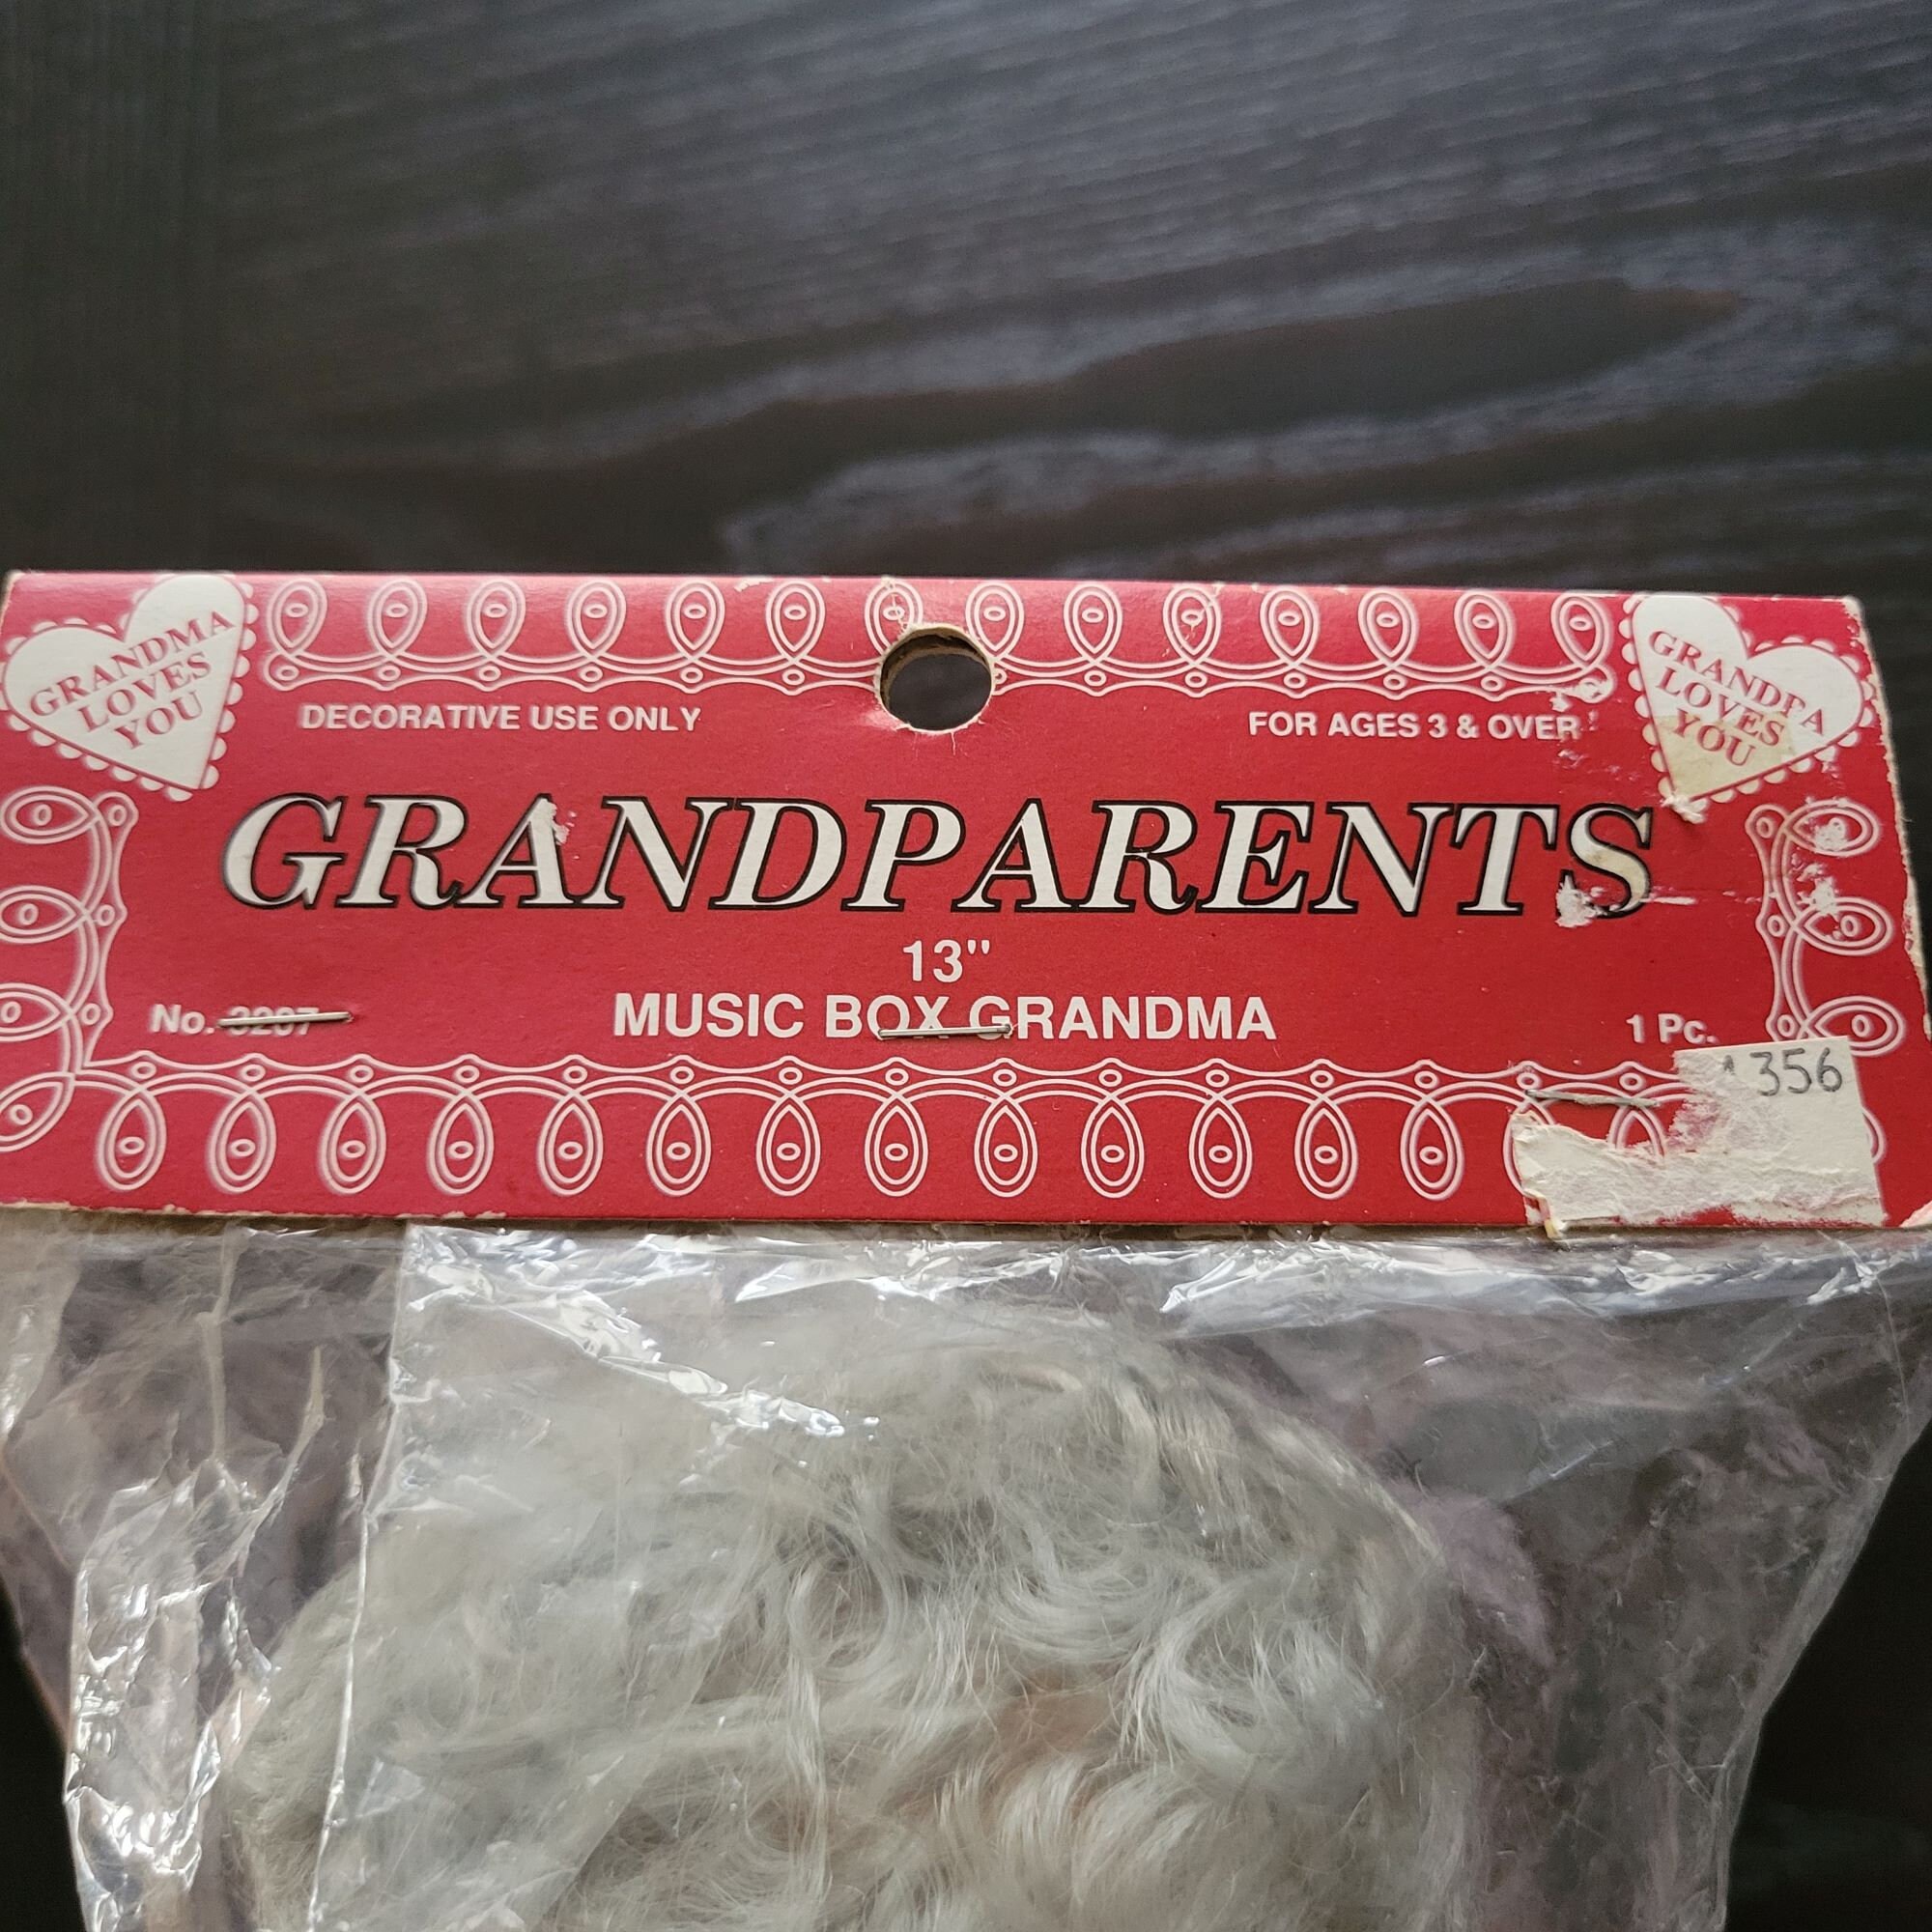 GRANDMA
LOVES
YOU
GRANDPA
LOVES
YOU
DECORATIVE USE ONLY
FOR AGES 3 & OVER
GRANDPARENTS
13"
MUSIC BOX GRANDMA
No.
1 Pc.
356